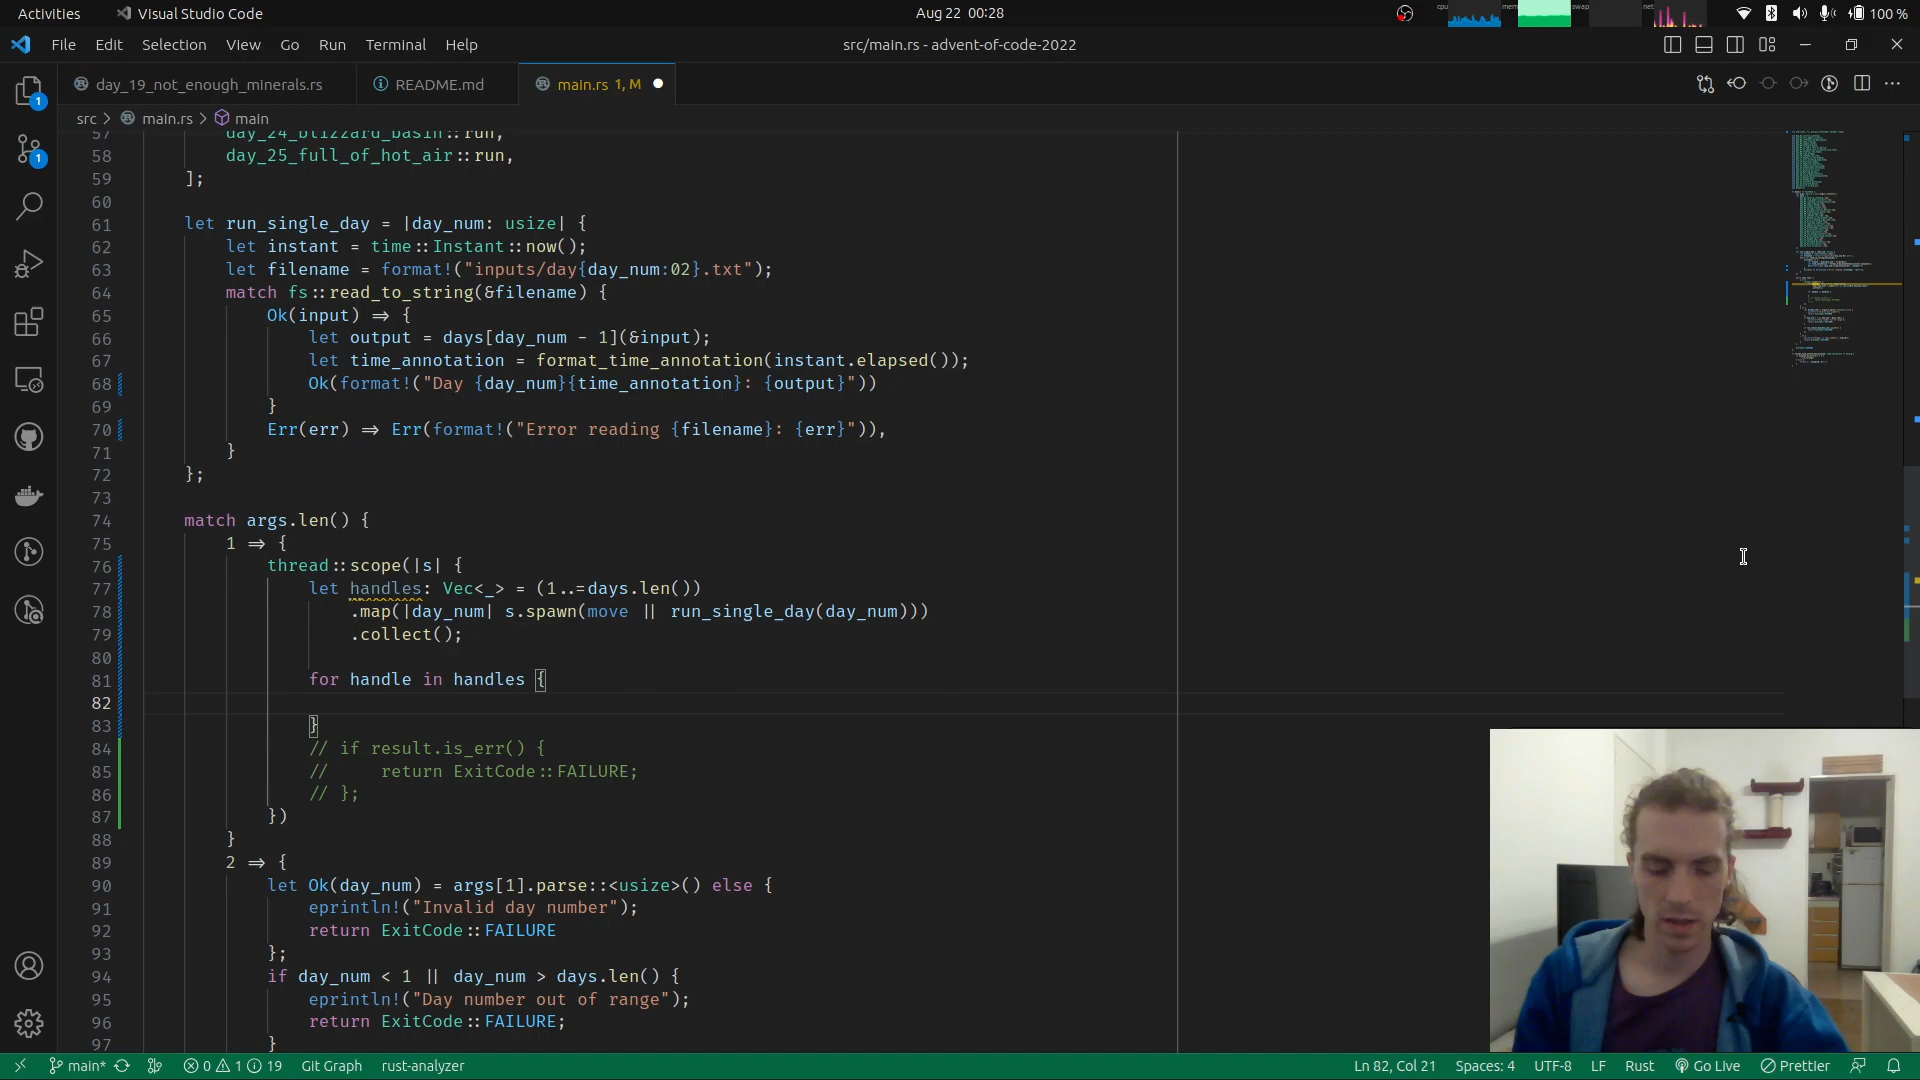 Activities
Visual Studio Code
Aug 22 00:28
cpu
mem
swap
net
100 %
File Edit Selection View Go Run Terminal Help
src/main.rs - advent-of-code-2022
day_19_not_enough_minerals.rs
README.md
main.rs 1, M
src > main.rs > main
57 day_24_blizzard_basin::run,
58 day_25_full_of_hot_air::run,
59 ];
60
61 let run_single_day = |day_num: usize| {
62 let instant = time::Instant::now();
63 let filename = format!("inputs/day{day_num:02}.txt");
64 match fs::read_to_string(&filename) {
65 Ok(input) => {
66 let output = days[day_num - 1](&input);
67 let time_annotation = format_time_annotation(instant.elapsed());
68 Ok(format!("Day {day_num}{time_annotation}: {output}"))
69 }
70 Err(err) => Err(format!("Error reading {filename}: {err}")),
71 }
72 };
73
74 match args.len() {
75 1 => {
76 thread::scope(|s| {
77 let handles: Vec<_> = (1..=days.len())
78 .map(|day_num| s.spawn(move || run_single_day(day_num)))
79 .collect();
80
81 for handle in handles {
82
83 }
84 // if result.is_err() {
85 //     return ExitCode::FAILURE;
86 // };
87 })
88 }
89 2 => {
90 let Ok(day_num) = args[1].parse::<usize>() else {
91 eprintln!("Invalid day number");
92 return ExitCode::FAILURE
93 };
94 if day_num < 1 || day_num > days.len() {
95 eprintln!("Day number out of range");
96 return ExitCode::FAILURE;
97 }
1
1
main*
0 1 19
Git Graph
rust-analyzer
Ln 82, Col 21
Spaces: 4
UTF-8
LF
Rust
Go Live
Prettier